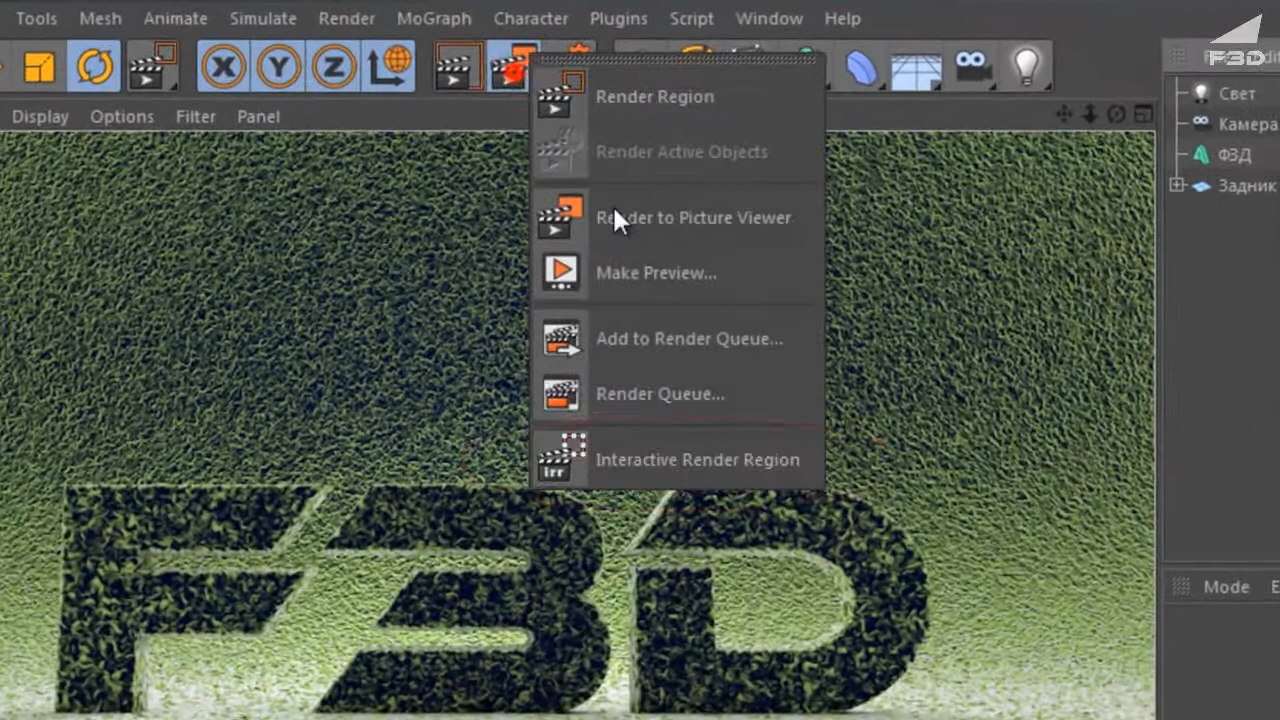 Tools Mesh Animate Simulate Render MoGraph Character Plugins Script Window Help
F3D
X Y Z
Display Options Filter Panel
Render Region
Render Active Objects
Render to Picture Viewer
Make Preview...
Add to Render Queue...
Render Queue...
irr
Interactive Render Region
Свет
Камера
ФЗД
Задник
Mode
F3D